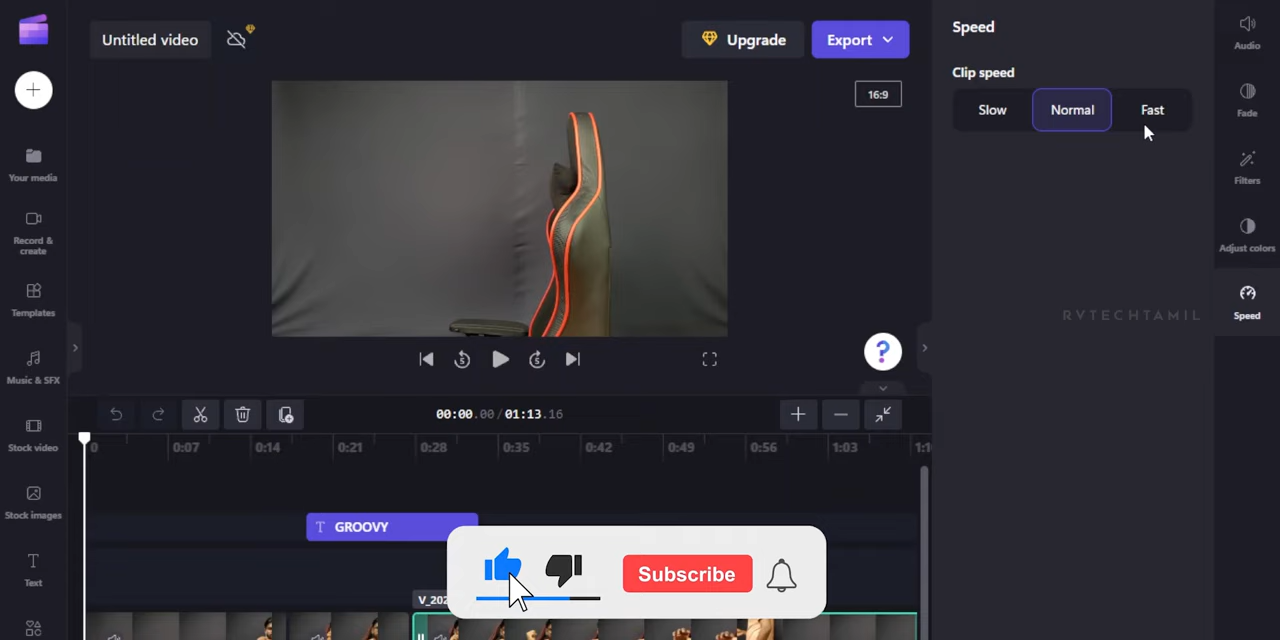 Untitled video
Upgrade
Export
16:9
Speed
Clip speed
Slow
Normal
Fast
Audio
Fade
Filters
Adjust colors
Speed
Your media
Record &
create
Templates
Music & SFX
Stock video
Stock images
Text
RVTECHTAMIL
5
5
?
00:00.00/01:13.16
0
0:07
0:14
0:21
0:28
0:35
0:42
0:49
0:56
1:03
T GROOVY
Subscribe